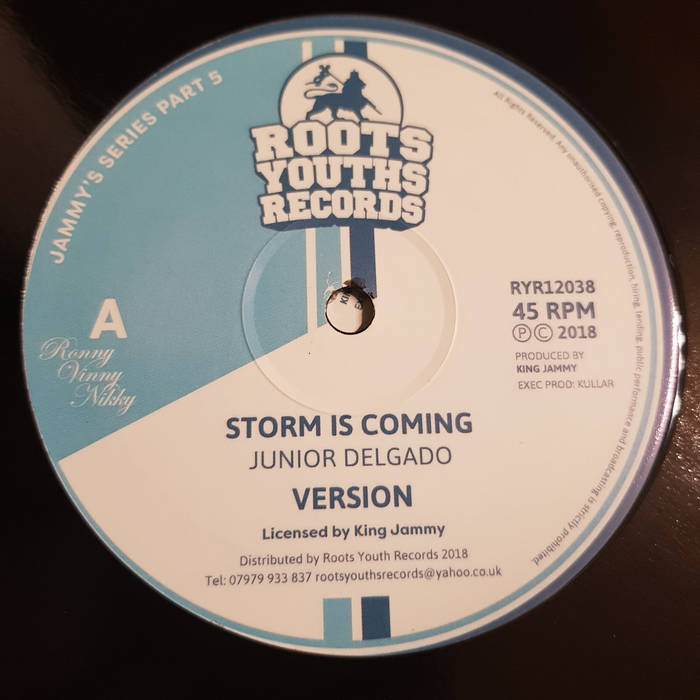 JAMMY'S SERIES PART 5
ROOTS
YOUTHS
RECORDS
All Rights Reserved. Any unauthorised copying, reproduction, hiring, lending, public performance and broadcasting is strictly prohibited.
A
Ronny
Vinny
Nikky
RYR12038
45 RPM
Ⓟ © 2018
PRODUCED BY
KING JAMMY
EXEC PROD: KULLAR
STORM IS COMING
JUNIOR DELGADO
VERSION
Licensed by King Jammy
Distributed by Roots Youth Records 2018
Tel: 07979 933 837 rootsyouthsrecords@yahoo.co.uk